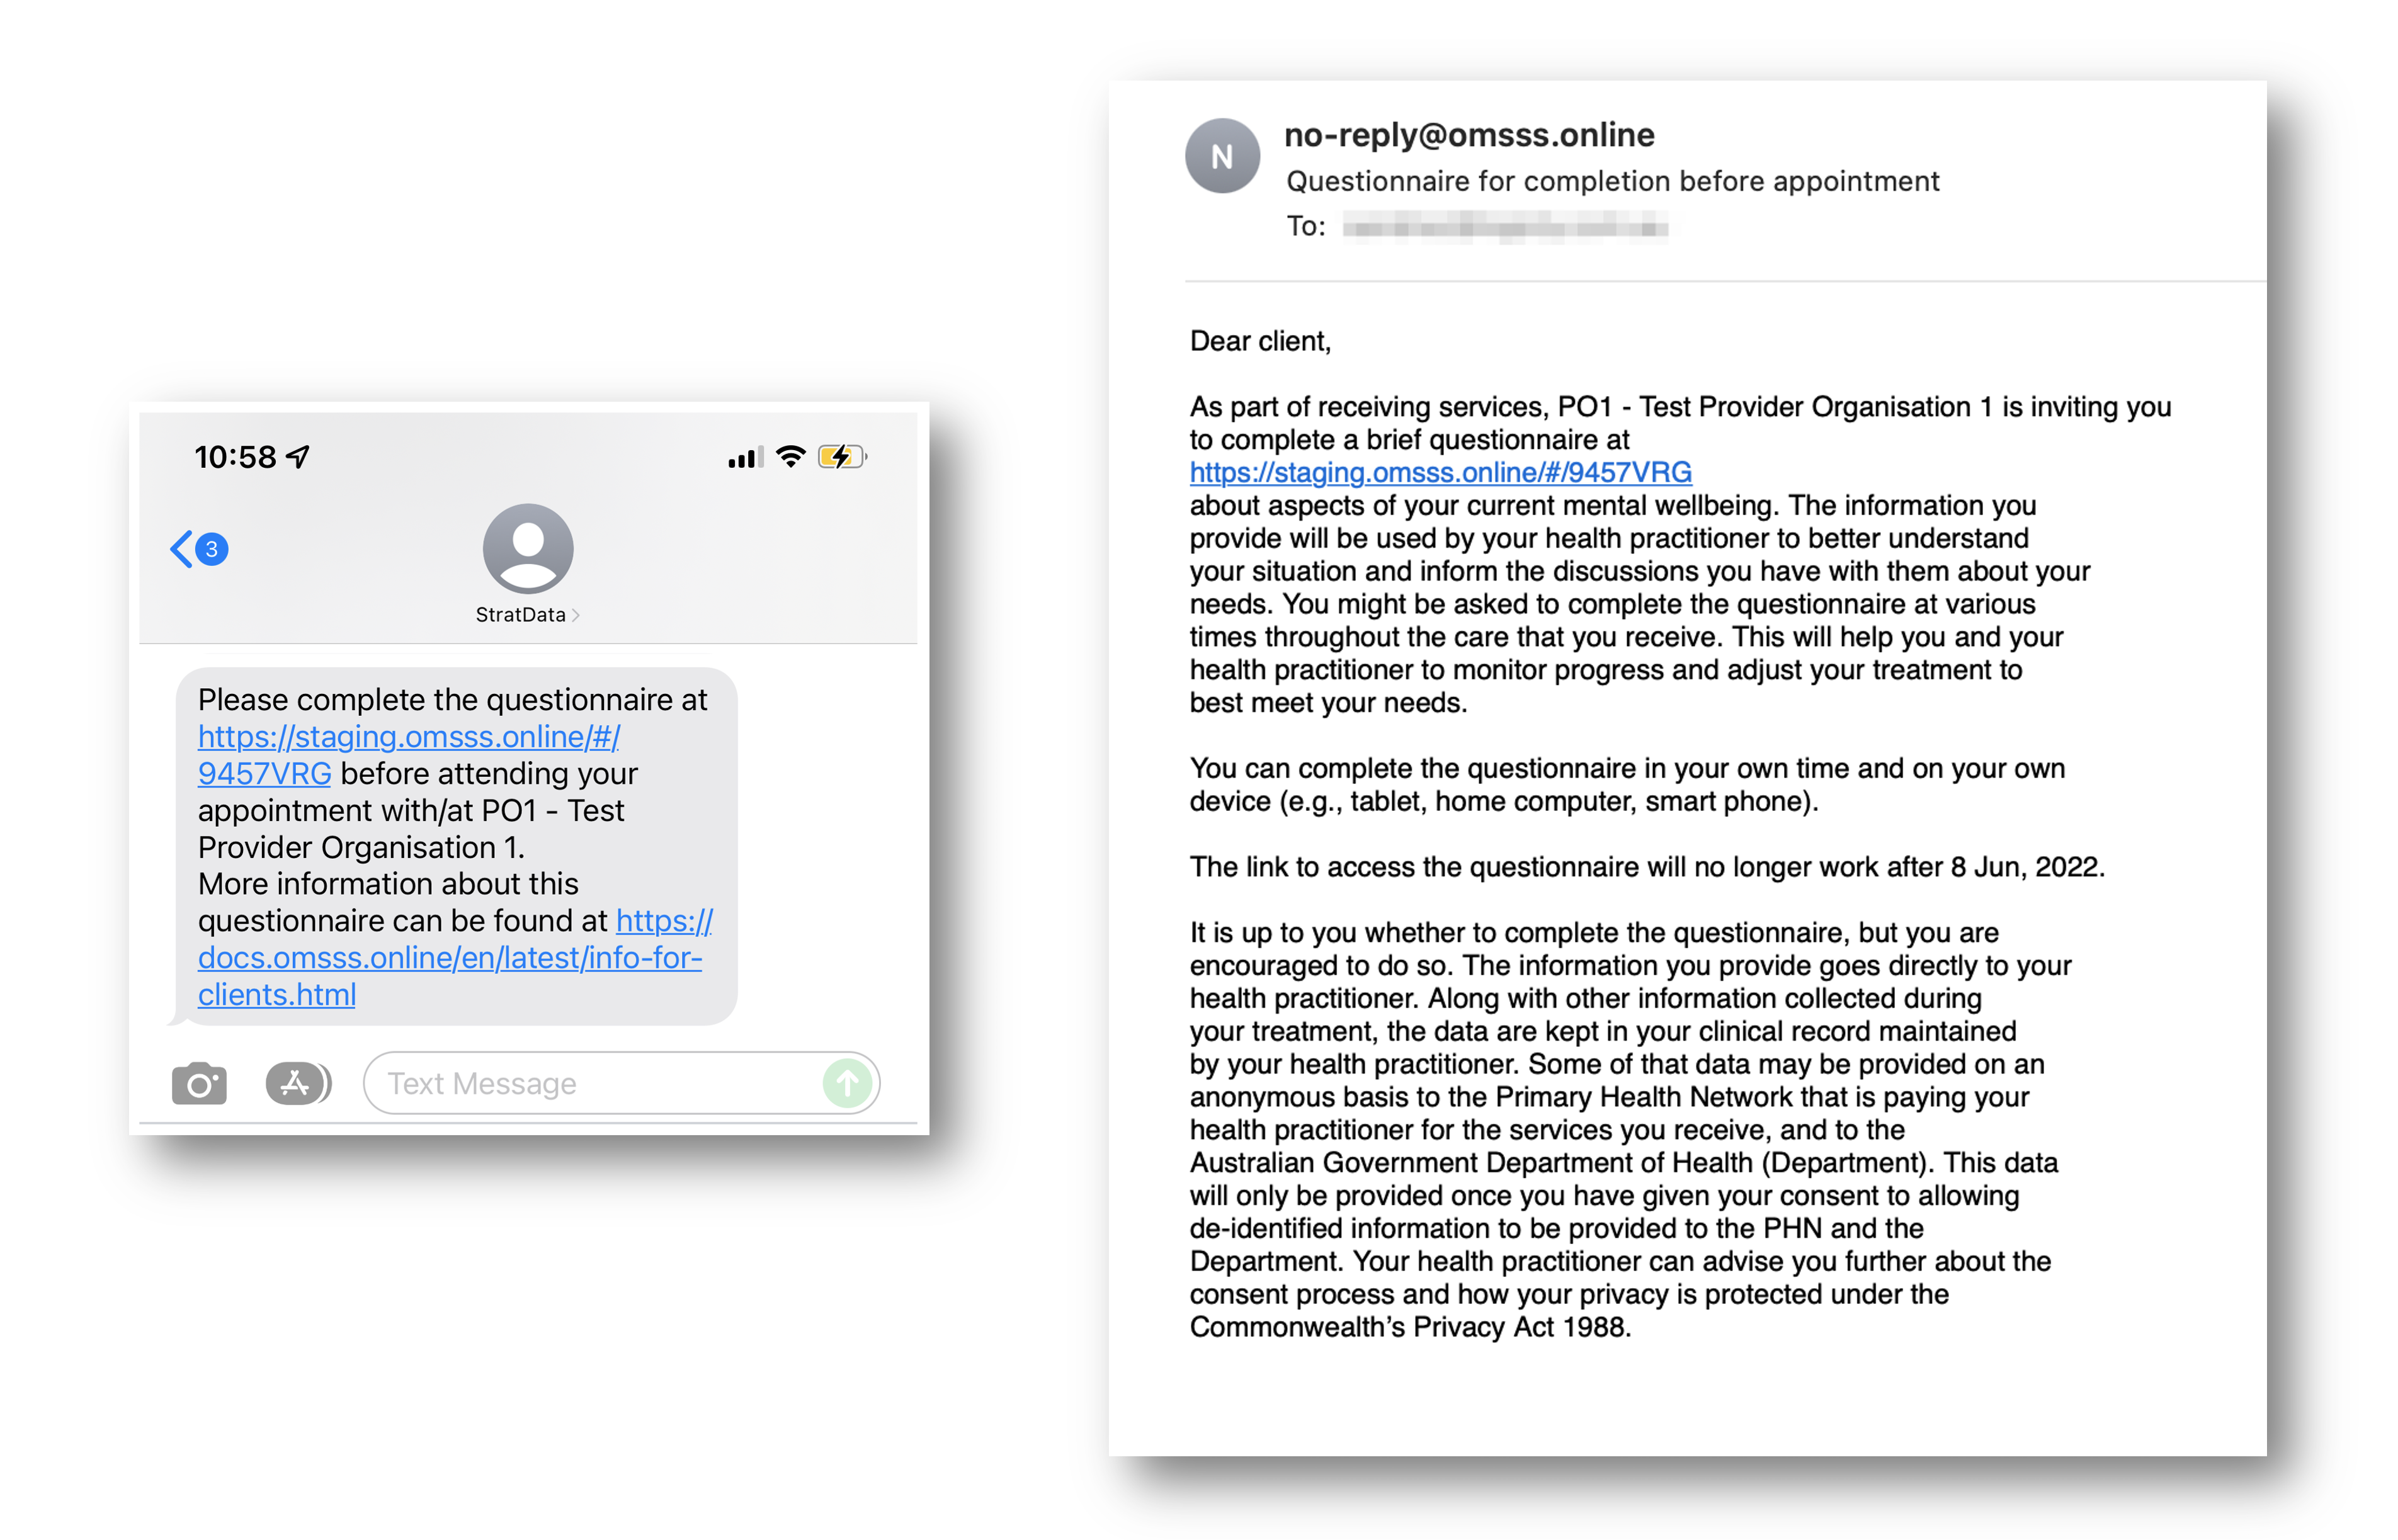 10:58
3
StratData
Please complete the questionnaire at
https://staging.omsss.online/#/
9457VRG before attending your
appointment with/at PO1 - Test
Provider Organisation 1.
More information about this
questionnaire can be found at https://
docs.omsss.online/en/latest/info-for-
clients.html
Text Message
N
no-reply@omsss.online
Questionnaire for completion before appointment
To:
Dear client,
As part of receiving services, PO1 - Test Provider Organisation 1 is inviting you
to complete a brief questionnaire at
https://staging.omsss.online/#/9457VRG
about aspects of your current mental wellbeing. The information you
provide will be used by your health practitioner to better understand
your situation and inform the discussions you have with them about your
needs. You might be asked to complete the questionnaire at various
times throughout the care that you receive. This will help you and your
health practitioner to monitor progress and adjust your treatment to
best meet your needs.
You can complete the questionnaire in your own time and on your own
device (e.g., tablet, home computer, smart phone).
The link to access the questionnaire will no longer work after 8 Jun, 2022.
It is up to you whether to complete the questionnaire, but you are
encouraged to do so. The information you provide goes directly to your
health practitioner. Along with other information collected during
your treatment, the data are kept in your clinical record maintained
by your health practitioner. Some of that data may be provided on an
anonymous basis to the Primary Health Network that is paying your
health practitioner for the services you receive, and to the
Australian Government Department of Health (Department). This data
will only be provided once you have given your consent to allowing
de-identified information to be provided to the PHN and the
Department. Your health practitioner can advise you further about the
consent process and how your privacy is protected under the
Commonwealth’s Privacy Act 1988.